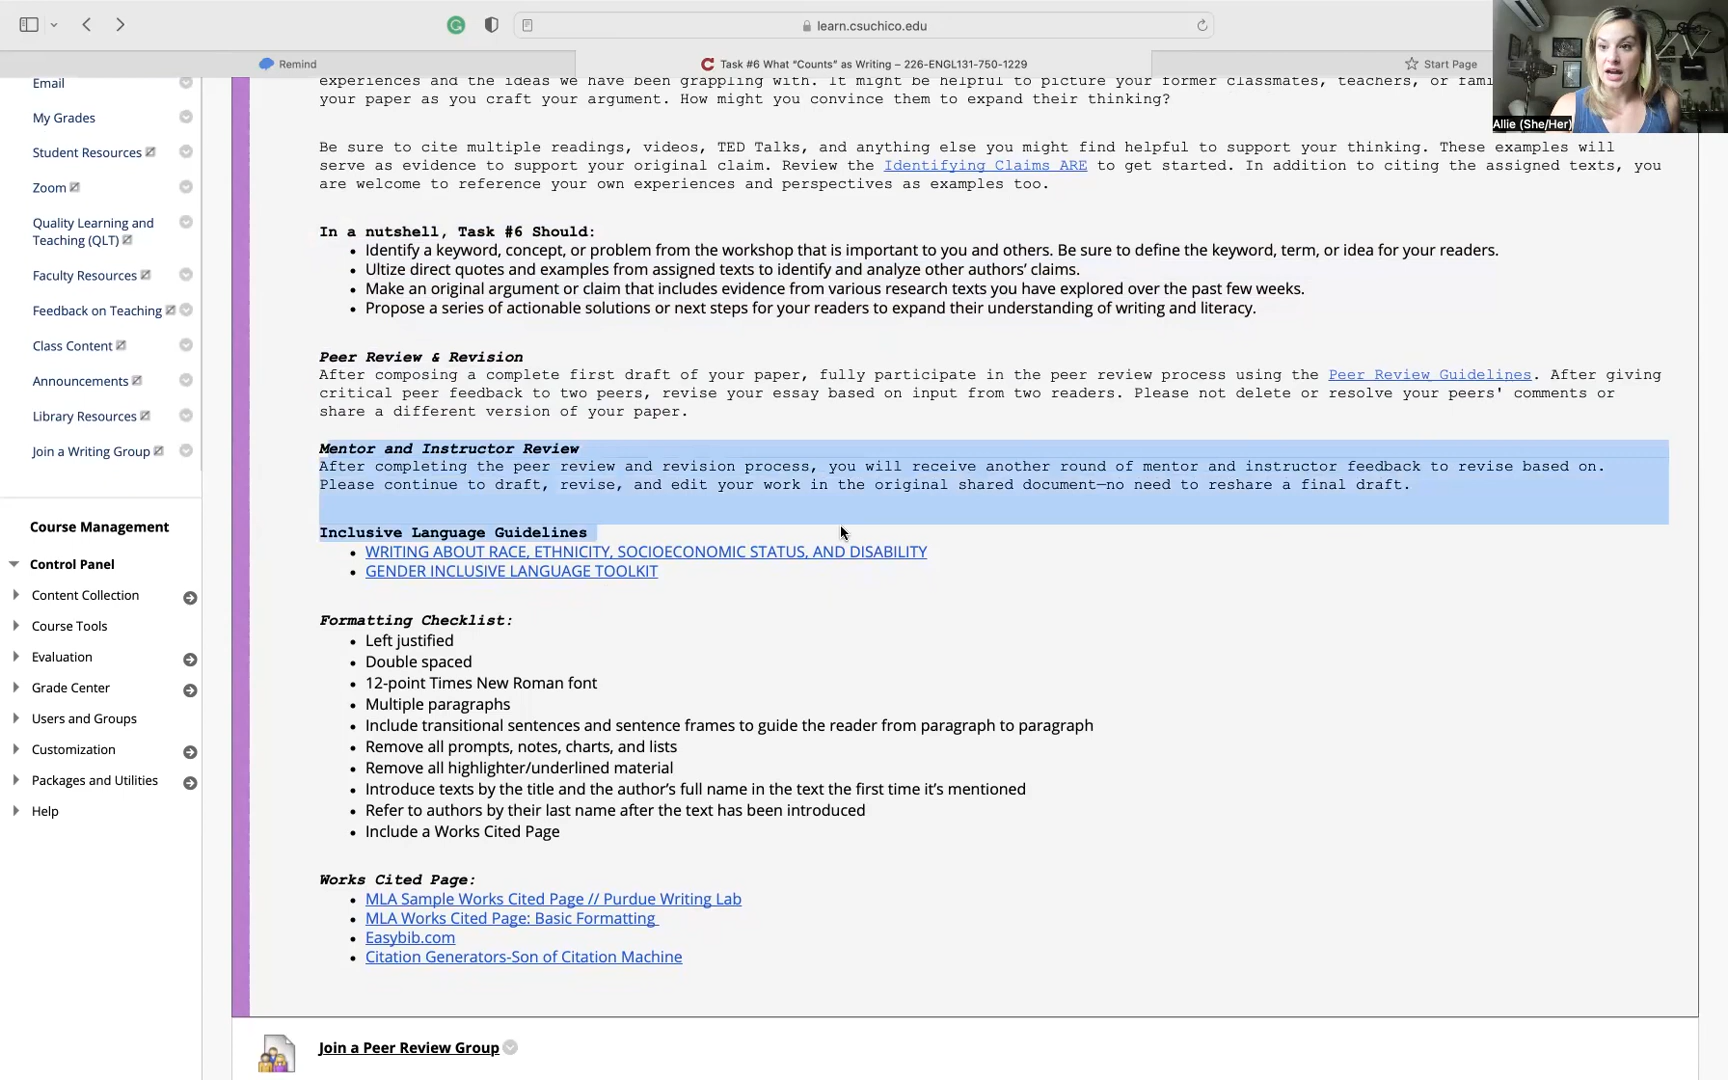 learn.csuchico.edu
Remind
Task #6 What “Counts” as Writing – 226-ENGL131-750-1229
Start Page
Allie (She/Her)
Email
My Grades
Student Resources
Zoom
Quality Learning and
Teaching (QLT)
Faculty Resources
Feedback on Teaching
Class Content
Announcements
Library Resources
Join a Writing Group
Course Management
Control Panel
Content Collection
Course Tools
Evaluation
Grade Center
Users and Groups
Customization
Packages and Utilities
Help
experiences and the ideas we have been grappling with. It might be helpful to picture your former classmates, teachers, or
your paper as you craft your argument. How might you convince them to expand their thinking?
Be sure to cite multiple readings, videos, TED Talks, and anything else you might find helpful to support your thinking. These examples will
serve as evidence to support your original claim. Review the Identifying Claims ARE to get started. In addition to citing the assigned texts, you
are welcome to reference your own experiences and perspectives as examples too.
In a nutshell, Task #6 Should:
• Identify a keyword, concept, or problem from the workshop that is important to you and others. Be sure to define the keyword, term, or idea for your readers.
• Ultize direct quotes and examples from assigned texts to identify and analyze other authors’ claims.
• Make an original argument or claim that includes evidence from various research texts you have explored over the past few weeks.
• Propose a series of actionable solutions or next steps for your readers to expand their understanding of writing and literacy.
Peer Review & Revision
After composing a complete first draft of your paper, fully participate in the peer review process using the Peer Review Guidelines. After giving
critical peer feedback to two peers, revise your essay based on input from two readers. Please not delete or resolve your peers' comments or
share a different version of your paper.
Mentor and Instructor Review
After completing the peer review and revision process, you will receive another round of mentor and instructor feedback to revise based on.
Please continue to draft, revise, and edit your work in the original shared document—no need to reshare a final draft.
Inclusive Language Guidelines
• WRITING ABOUT RACE, ETHNICITY, SOCIOECONOMIC STATUS, AND DISABILITY
• GENDER INCLUSIVE LANGUAGE TOOLKIT
Formatting Checklist:
• Left justified
• Double spaced
• 12-point Times New Roman font
• Multiple paragraphs
• Include transitional sentences and sentence frames to guide the reader from paragraph to paragraph
• Remove all prompts, notes, charts, and lists
• Remove all highlighter/underlined material
• Introduce texts by the title and the author’s full name in the text the first time it’s mentioned
• Refer to authors by their last name after the text has been introduced
• Include a Works Cited Page
Works Cited Page:
• MLA Sample Works Cited Page // Purdue Writing Lab
• MLA Works Cited Page: Basic Formatting
• Easybib.com
• Citation Generators-Son of Citation Machine
Join a Peer Review Group